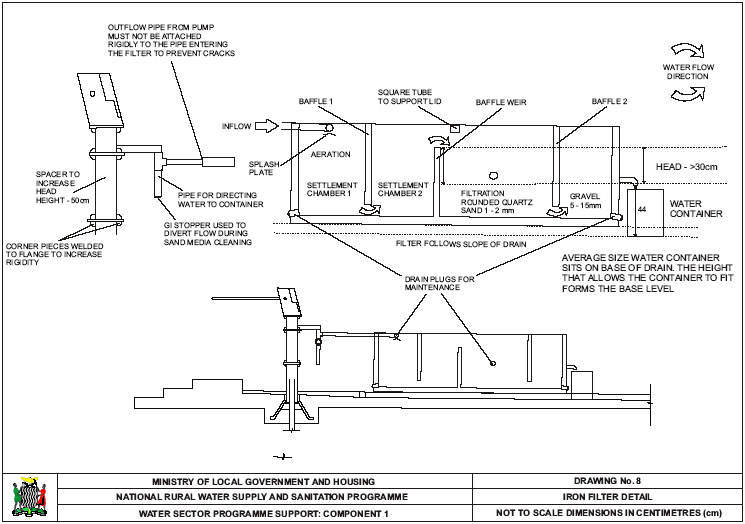 OUTFLOW PIPE FROM PUMP
MUST NOT BE ATTACHED
RIGIDLY TO THE PIPE ENTERING
THE FILTER TO PREVENT CRACKS
WATER FLOW
DIRECTION
SQUARE TUBE
TO SUPPORT LID
BAFFLE 1
BAFFLE WEIR
BAFFLE 2
INFLOW
SPLASH
PLATE
AERATION
SPACER TO
INCREASE
HEAD
HEIGHT - 50cm
PIPE FOR DIRECTING
WATER TO CONTAINER
SETTLEMENT
CHAMBER 1
SETTLEMENT
CHAMBER 2
FILTRATION
ROUNDED QUARTZ
SAND 1 - 2 mm
GRAVEL
5 - 15mm
HEAD - >30cm
44
WATER
CONTAINER
GI STOPPER USED TO
DIVERT FLOW DURING
SAND MEDIA CLEANING
CORNER PIECES WELDED
TO FLANGE TO INCREASE
RIGIDITY
FILTER FOLLOWS SLOPE OF DRAIN
DRAIN PLUGS FOR
MAINTENANCE
AVERAGE SIZE WATER CONTAINER
SITS ON BASE OF DRAIN. THE HEIGHT
THAT ALLOWS THE CONTAINER TO FIT
FORMS THE BASE LEVEL
MINISTRY OF LOCAL GOVERNMENT AND HOUSING
DRAWING No. 8
NATIONAL RURAL WATER SUPPLY AND SANITATION PROGRAMME
IRON FILTER DETAIL
WATER SECTOR PROGRAMME SUPPORT: COMPONENT 1
NOT TO SCALE DIMENSIONS IN CENTIMETRES (cm)